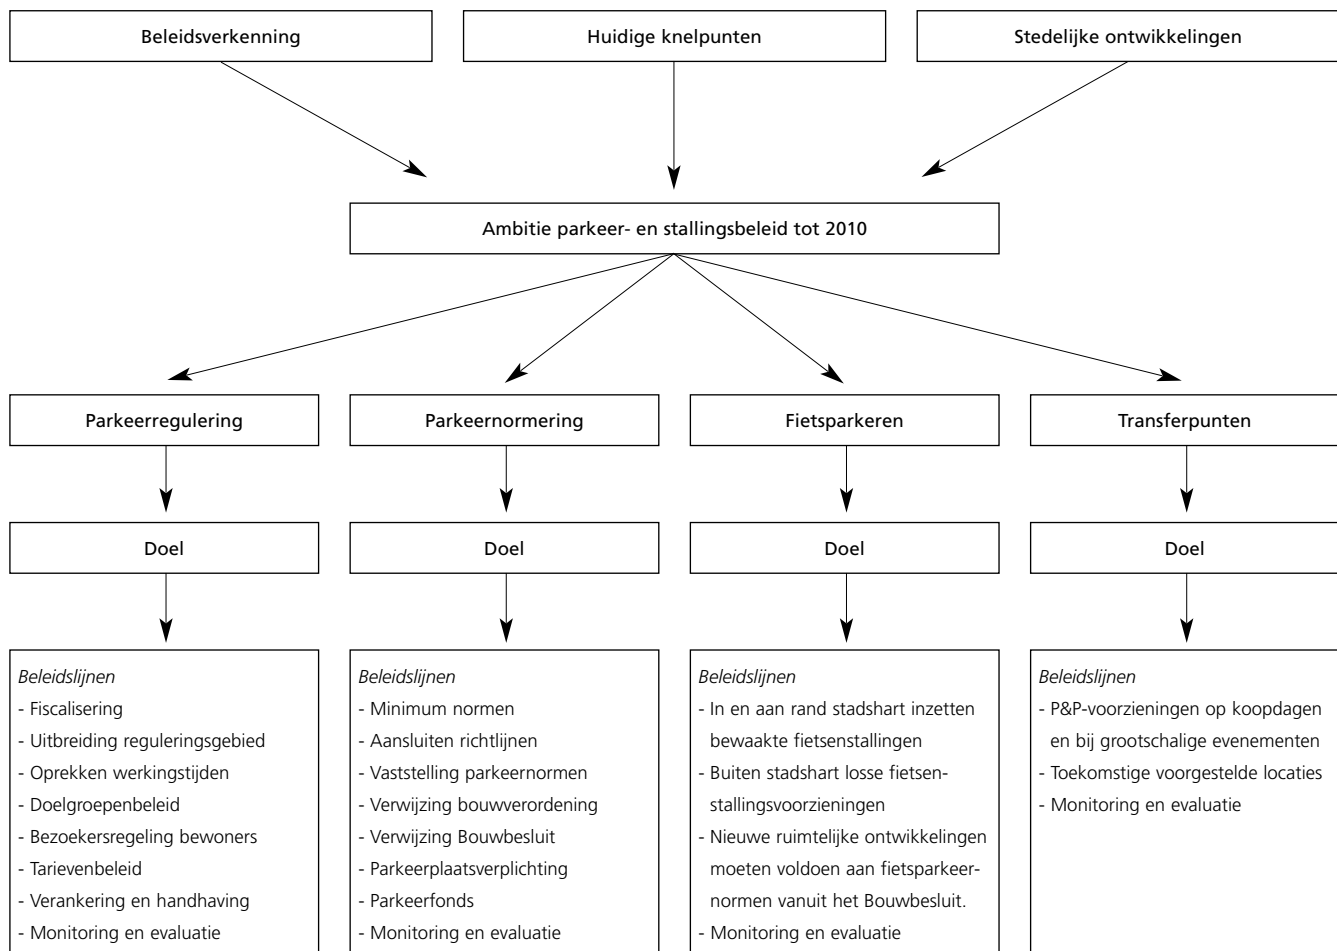 Beleidsverkenning
Huidige knelpunten
Stedelijke ontwikkelingen
Ambitie parkeer- en stallingsbeleid tot 2010
Parkeerregulering
Parkeernormering
Fietsparkeren
Transferpunten
Doel
Doel
Doel
Doel
Beleidslijnen
- Fiscalisering
- Uitbreiding reguleringsgebied
- Oprekken werkingstijden
- Doelgroepenbeleid
- Bezoekersregeling bewoners
- Tarievenbeleid
- Verankering en handhaving
- Monitoring en evaluatie
Beleidslijnen
- Minimum normen
- Aansluiten richtlijnen
- Vaststelling parkeernormen
- Verwijzing bouwverordening
- Verwijzing Bouwbesluit
- Parkeerplaatsverplichting
- Parkeerfonds
- Monitoring en evaluatie
Beleidslijnen
- In en aan rand stadshart inzetten
bewaakte fietsenstallingen
- Buiten stadshart losse fietsen-
stallingsvoorzieningen
- Nieuwe ruimtelijke ontwikkelingen
moeten voldoen aan fietsparkeer-
normen vanuit het Bouwbesluit.
- Monitoring en evaluatie
Beleidslijnen
- P&P-voorzieningen op koopdagen
en bij grootschalige evenementen
- Toekomstige voorgestelde locaties
- Monitoring en evaluatie